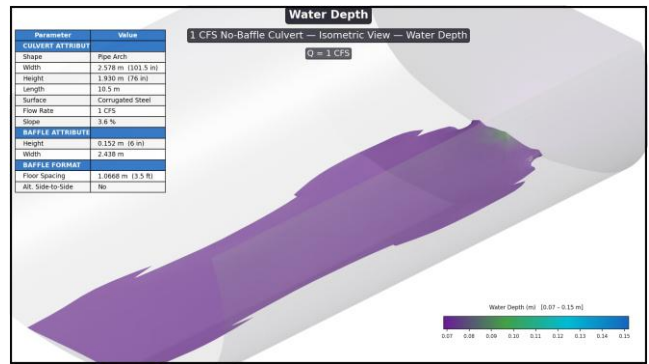 Water Depth
1 CFS No-Baffle Culvert — Isometric View — Water Depth
Q = 1 CFS
Parameter Value
CULVERT ATTRIBUT
Shape Pipe Arch
Width 2.578 m (101.5 in)
Height 1.930 m (76 in)
Length 10.5 m
Surface Corrugated Steel
Flow Rate 1 CFS
Slope 3.6 %
BAFFLE ATTRIBUTE
Height 0.152 m (6 in)
Width 2.438 m
BAFFLE FORMAT
Floor Spacing 1.0668 m (3.5 ft)
Alt. Side-to-Side No
Water Depth (m) [0.07 – 0.15 m]
0.07 0.08 0.09 0.10 0.11 0.12 0.13 0.14 0.15